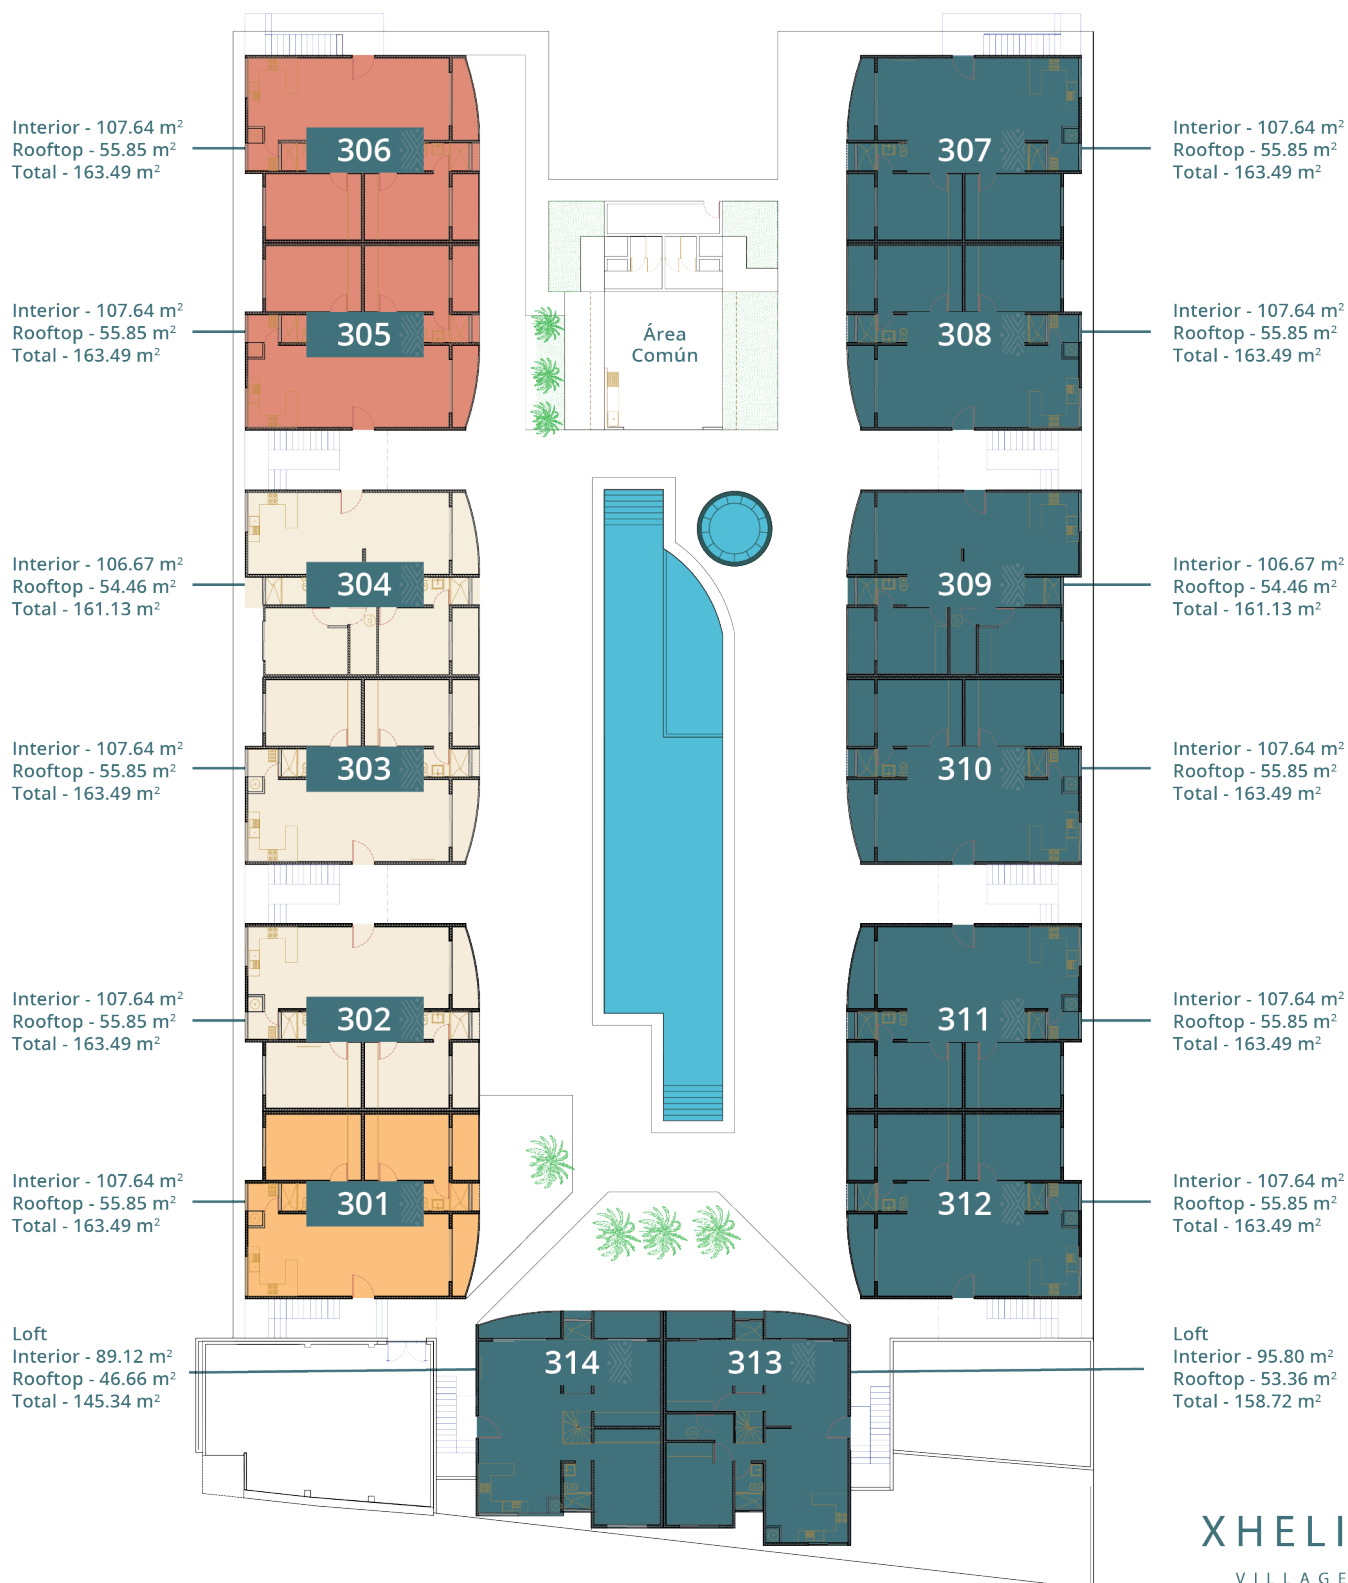 Interior - 107.64 m²
Rooftop - 55.85 m²
Total - 163.49 m²
306
307
Interior - 107.64 m²
Rooftop - 55.85 m²
Total - 163.49 m²
Interior - 107.64 m²
Rooftop - 55.85 m²
Total - 163.49 m²
305
Área
Común
308
Interior - 107.64 m²
Rooftop - 55.85 m²
Total - 163.49 m²
Interior - 106.67 m²
Rooftop - 54.46 m²
Total - 161.13 m²
304
309
Interior - 106.67 m²
Rooftop - 54.46 m²
Total - 161.13 m²
Interior - 107.64 m²
Rooftop - 55.85 m²
Total - 163.49 m²
303
310
Interior - 107.64 m²
Rooftop - 55.85 m²
Total - 163.49 m²
Interior - 107.64 m²
Rooftop - 55.85 m²
Total - 163.49 m²
302
311
Interior - 107.64 m²
Rooftop - 55.85 m²
Total - 163.49 m²
Interior - 107.64 m²
Rooftop - 55.85 m²
Total - 163.49 m²
301
312
Interior - 107.64 m²
Rooftop - 55.85 m²
Total - 163.49 m²
Loft
Interior - 89.12 m²
Rooftop - 46.66 m²
Total - 145.34 m²
314
313
Loft
Interior - 95.80 m²
Rooftop - 53.36 m²
Total - 158.72 m²
XHELI
VILLAGE